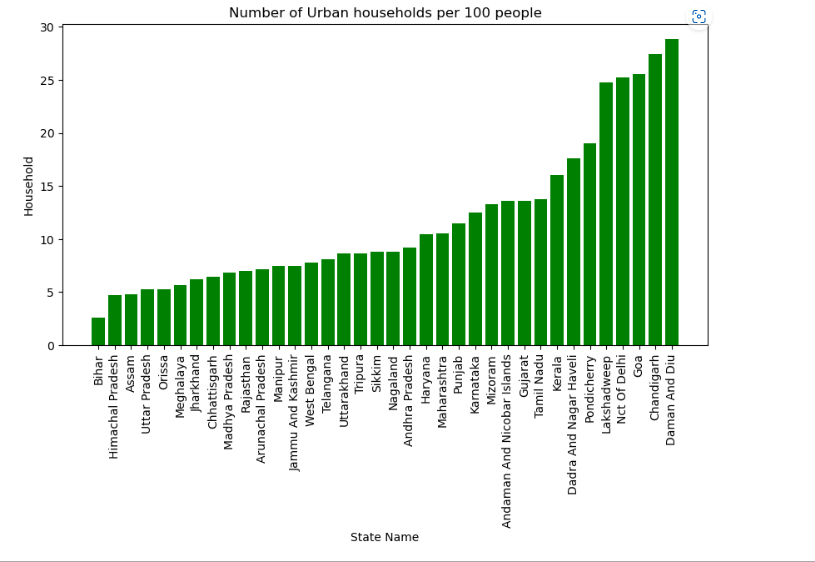 Number of Urban households per 100 people
30
25
20
15
10
5
0
Household
Bihar
Himachal Pradesh
Assam
Uttar Pradesh
Orissa
Meghalaya
Jharkhand
Chhattisgarh
Madhya Pradesh
Rajasthan
Arunachal Pradesh
Manipur
Jammu And Kashmir
West Bengal
Telangana
Uttarakhand
Tripura
Sikkim
Nagaland
Andhra Pradesh
Haryana
Maharashtra
Punjab
Karnataka
Mizoram
Andaman And Nicobar Islands
Gujarat
Tamil Nadu
Kerala
Dadra And Nagar Haveli
Pondicherry
Lakshadweep
Nct Of Delhi
Goa
Chandigarh
Daman And Diu
State Name